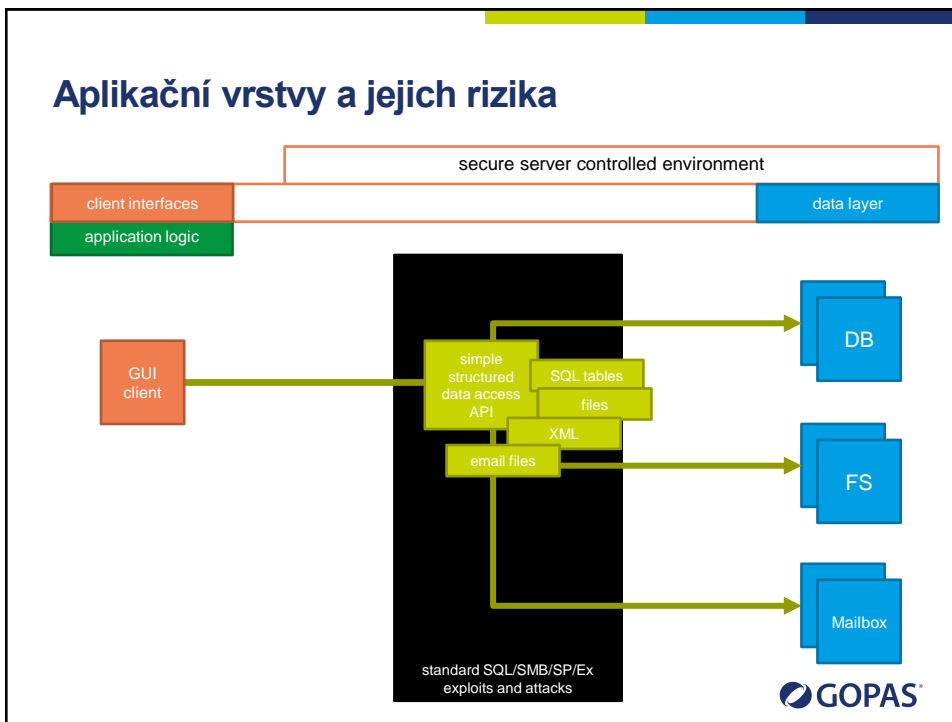 Aplikační vrstvy a jejich rizika
secure server controlled environment
client interfaces
data layer
application logic
GUI
client
simple
structured
data access
API
SQL tables
files
XML
email files
DB
FS
Mailbox
standard SQL/SMB/SP/Ex
exploits and attacks
GOPAS